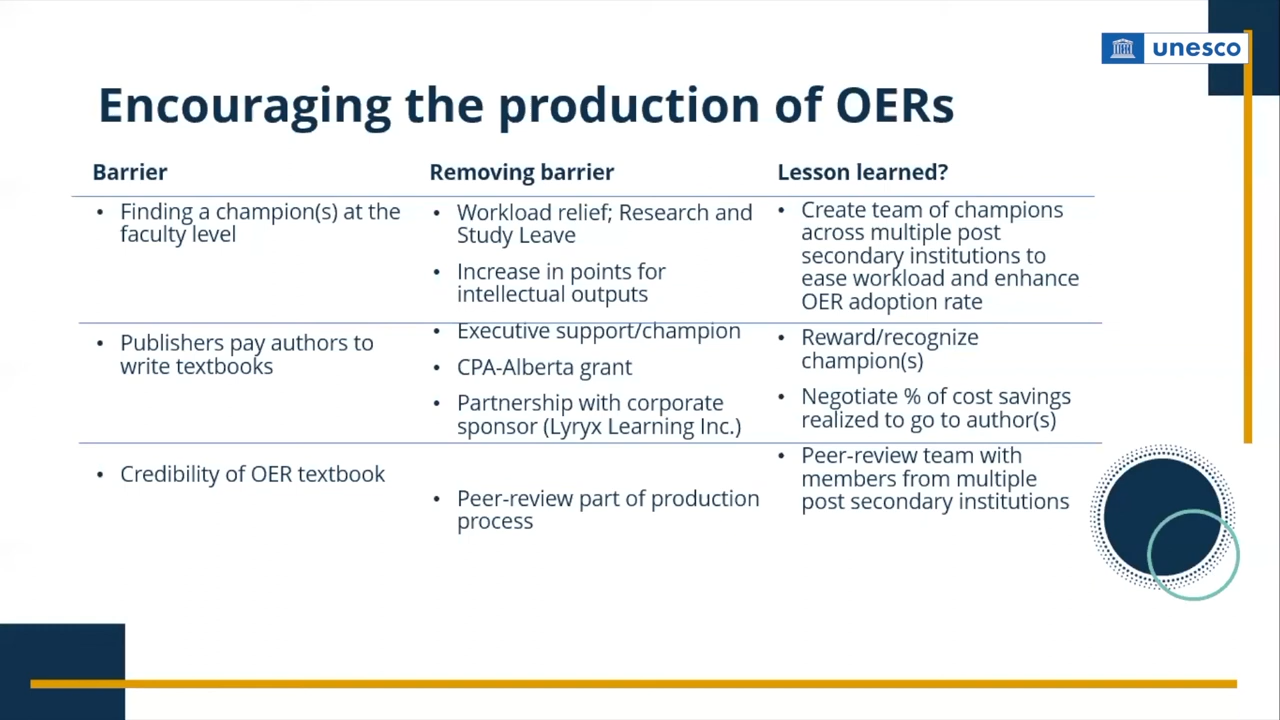 unesco
Encouraging the production of OERs
Barrier
Removing barrier
Lesson learned?
• Finding a champion(s) at the
faculty level
• Workload relief; Research and
Study Leave
• Increase in points for
intellectual outputs
• Create team of champions
across multiple post
secondary institutions to
ease workload and enhance
OER adoption rate
• Publishers pay authors to
write textbooks
• Executive support/champion
• CPA-Alberta grant
• Partnership with corporate
sponsor (Lyryx Learning Inc.)
• Reward/recognize
champion(s)
• Negotiate % of cost savings
realized to go to author(s)
• Credibility of OER textbook
• Peer-review part of production
process
• Peer-review team with
members from multiple
post secondary institutions